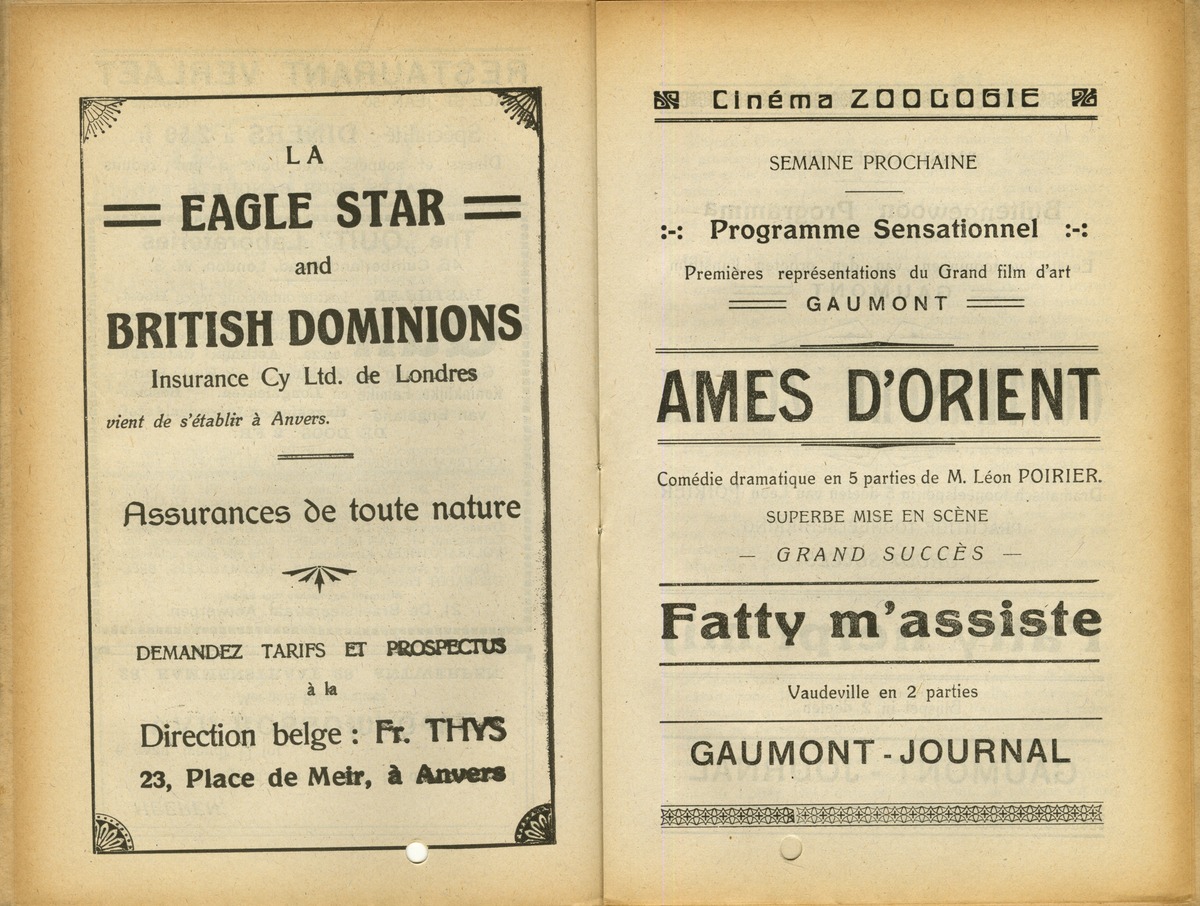 LA
EAGLE STAR
and
BRITISH DOMINIONS
Insurance Cy Ltd. de Londres
vient de s'établir à Anvers.
Assurances de toute nature
DEMANDEZ TARIFS ET PROSPECTUS
à la
Direction belge : Fr. THYS
23, Place de Meir, à Anvers
Cinéma ZOOLOGIE
SEMAINE PROCHAINE
:-: Programme Sensationnel :-:
Premières représentations du Grand film d'art
GAUMONT
AMES D'ORIENT
Comédie dramatique en 5 parties de M. Léon POIRIER.
SUPERBE MISE EN SCÈNE
— GRAND SUCCÈS —
Fatty m'assiste
Vaudeville en 2 parties
GAUMONT - JOURNAL